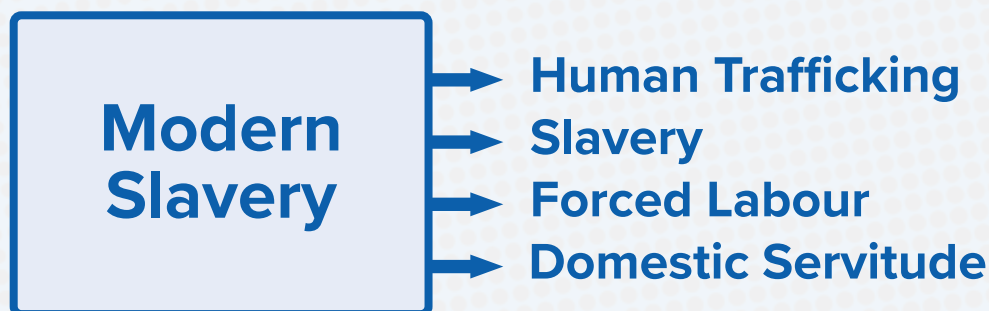 Modern
Slavery
Human Trafficking
Slavery
Forced Labour
Domestic Servitude